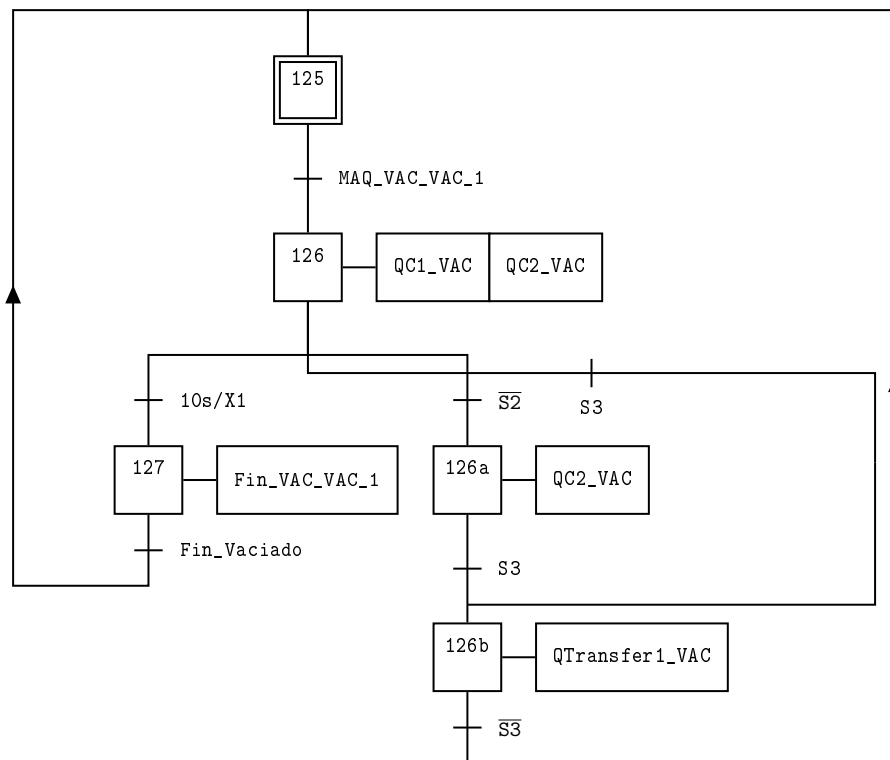 125
MAQ_VAC_VAC_1
126
QC1_VAC
QC2_VAC
10s/X1
S2
S3
127
Fin_VAC_VAC_1
126a
QC2_VAC
Fin_Vaciado
S3
126b
QTransfer1_VAC
S3